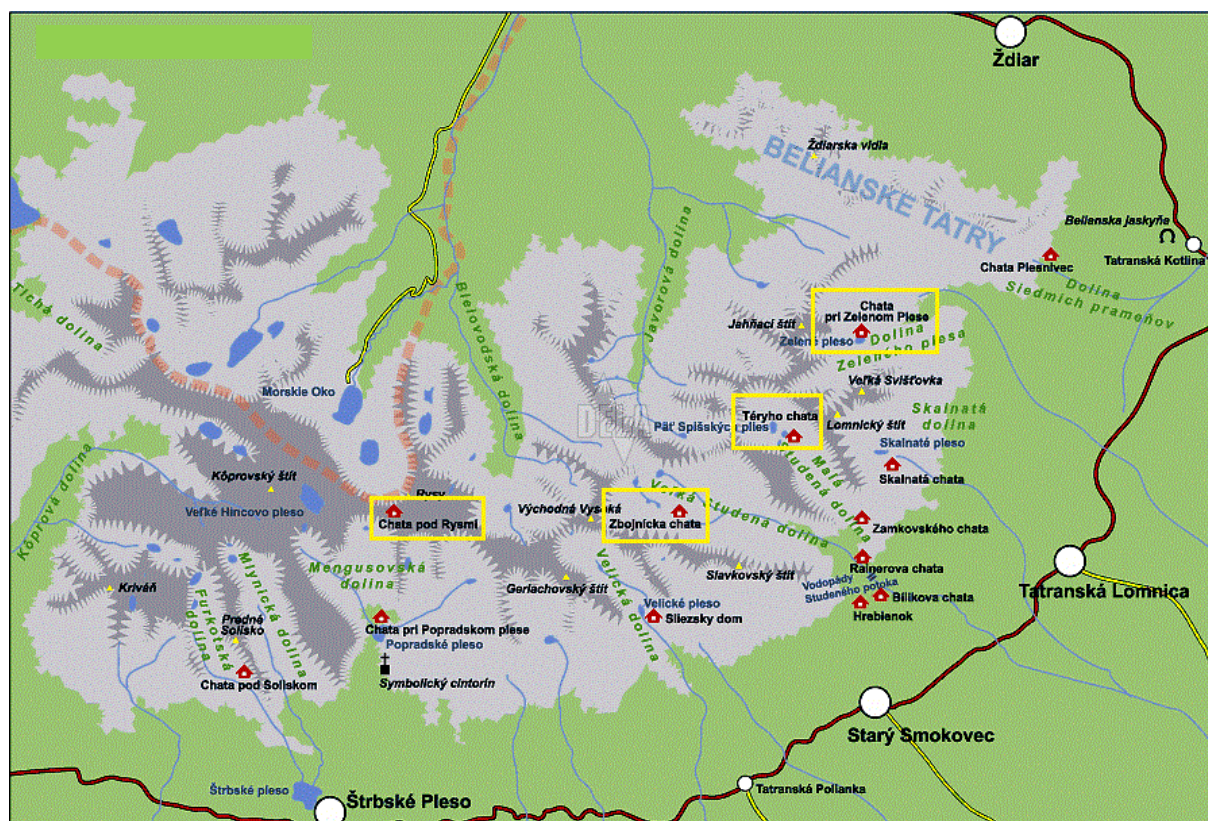 Ždiar
Ždiarska vidla
BELIANSKE TATRY
Belianska jaskyňe
Tatranská Kotlina
Chata Plesnivec
Dolina
Siedmich prameňov
Tichá dolina
Bielovodská dolina
Javorová dolina
Chata
pri Zelenom Plese
Jahňací štít
Zelené pleso
Dolina
Zeleného plesa
Morskie Oko
Veľká Svišťovka
DELA
Téryho chata
Päť Spišských plies
Lomnický štít
Skalnatá
dolina
Skalnaté pleso
Skalnatá chata
Malá
studená dolina
Kôprová dolina
Kôprovský štít
Veľké Hincovo pleso
Rysy
Chata pod Rysmi
Východná Vysoká
Zbojnícka chata
Veľká studená dolina
Zamkovského chata
Rainerova chata
Kriváň
Mengusovská
dolina
Mlynická dolina
Furkotská
dolina
Predné
Solisko
Gerlachovský štít
Velická dolina
Slavkovský štít
Vodopády
Studeného potoka
Bílikova chata
Hrebienok
Tatranská Lomnica
Velické pleso
Sliezsky dom
Chata pri Popradskom plese
Popradské pleso
Chata pod Soliskom
Symbolický cintorín
Starý Smokovec
Štrbské pleso
Štrbské Pleso
Tatranská Polianka